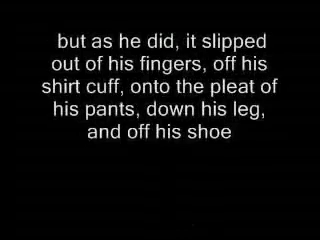 but as he did, it slipped
out of his fingers, off his
shirt cuff, onto the pleat of
his pants, down his leg,
and off his shoe